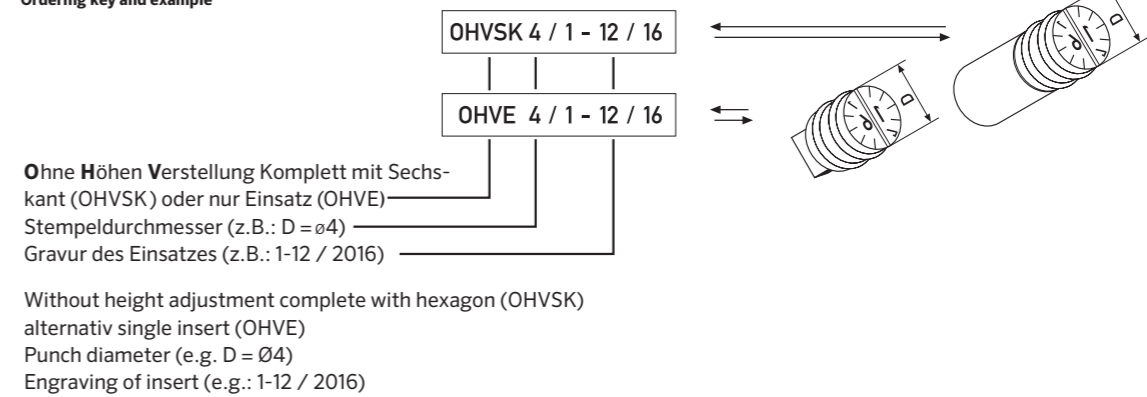 Ordering key and example
OHVSK 4 / 1 - 12 / 16
OHVE 4 / 1 - 12 / 16
D
D
Ohne Höhen Verstellung Komplett mit Sechs-
kant (OHVSK) oder nur Einsatz (OHVE)
Stempeldurchmesser (z.B.: D = ø4)
Gravur des Einsatzes (z.B.: 1-12 / 2016)
Without height adjustment complete with hexagon (OHVSK)
alternativ single insert (OHVE)
Punch diameter (e.g. D = Ø4)
Engraving of insert (e.g.: 1-12 / 2016)